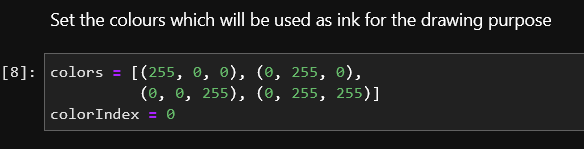 Set the colours which will be used as ink for the drawing purpose
[8]: colors = [(255, 0, 0), (0, 255, 0),
(0, 0, 255), (0, 255, 255)]
colorIndex = 0